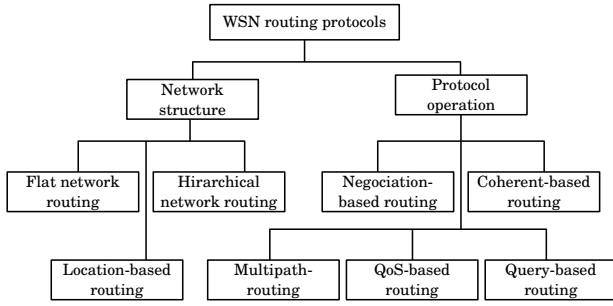 WSN routing protocols
Network
structure
Protocol
operation
Flat network
routing
Hirarchical
network routing
Negociation-
based routing
Coherent-based
routing
Location-based
routing
Multipath-
routing
QoS-based
routing
Query-based
routing